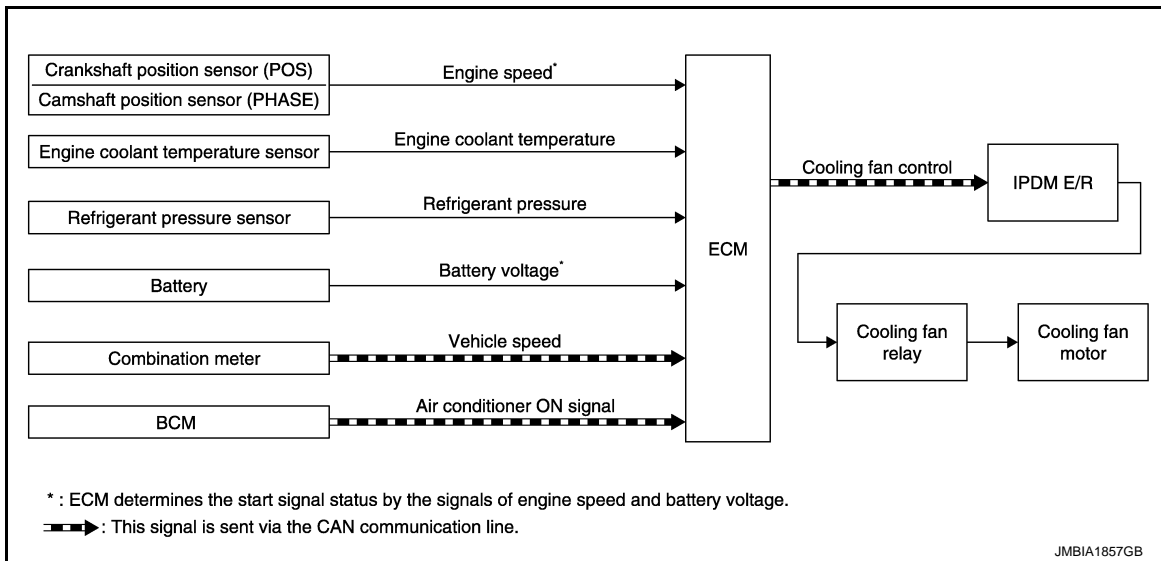 Crankshaft position sensor (POS)
Camshaft position sensor (PHASE)
Engine speed*
Engine coolant temperature sensor
Engine coolant temperature
Refrigerant pressure sensor
Refrigerant pressure
Battery
Battery voltage*
Combination meter
Vehicle speed
BCM
Air conditioner ON signal
ECM
Cooling fan control
IPDM E/R
Cooling fan
relay
Cooling fan
motor
* : ECM determines the start signal status by the signals of engine speed and battery voltage.
: This signal is sent via the CAN communication line.
JMBIA1857GB